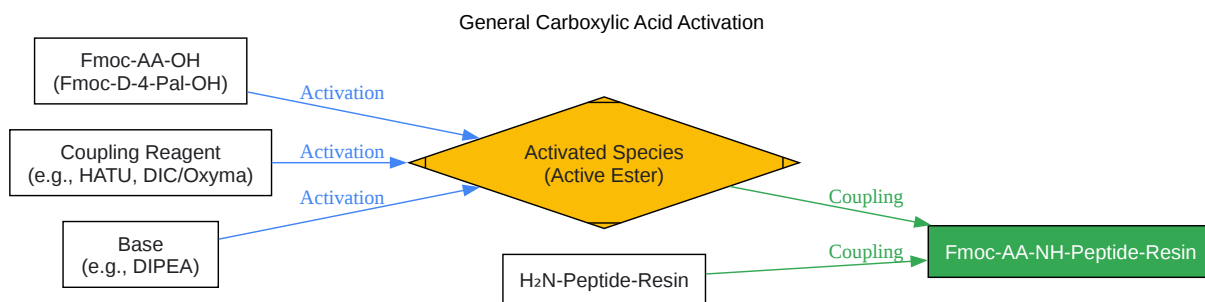 General Carboxylic Acid Activation
Fmoc-AA-OH
(Fmoc-D-4-Pal-OH)
Activation
Coupling Reagent
(e.g., HATU, DIC/Oxyma)
Activation
Base
(e.g., DIPEA)
Activation
Activated Species
(Active Ester)
Coupling
H₂N-Peptide-Resin
Coupling
Fmoc-AA-NH-Peptide-Resin